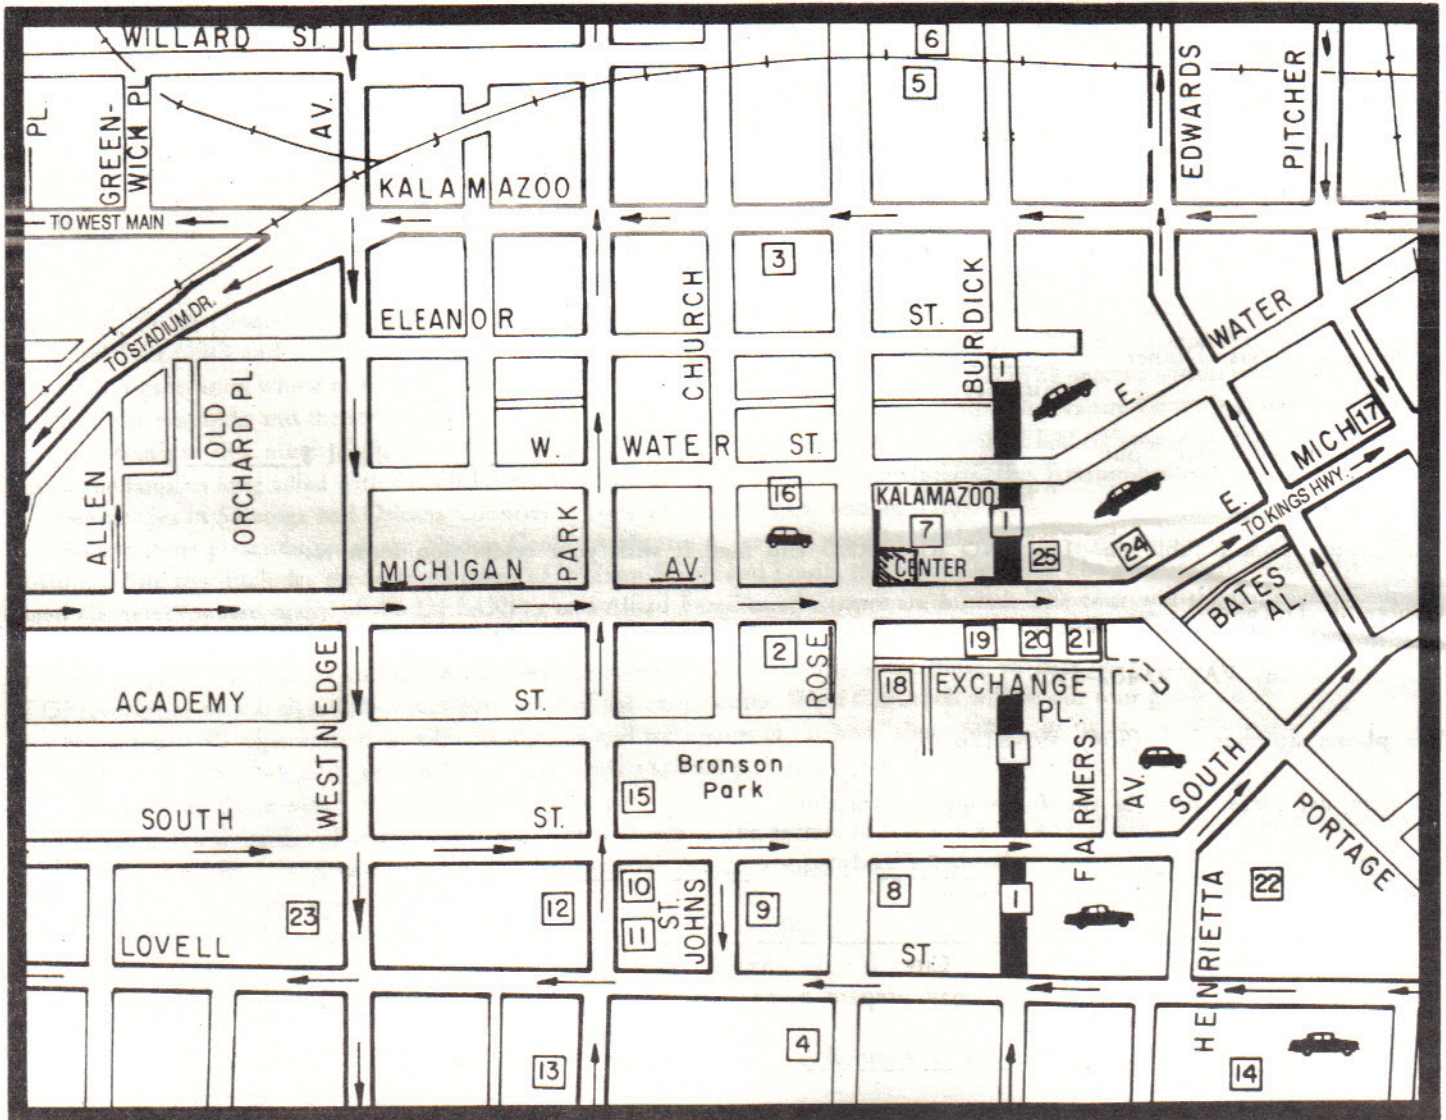 WILLARD ST.
6
5
EDWARDS
PITCHER
PL
GREEN-
WICK PL
AV.
KALAMAZOO
TO WEST MAIN
3
CHURCH
BURDICK
ELEANOR
ST.
WATER
TO STADIUM DR.
1
E.
OLD
ORCHARD PL
W. WATER ST.
MICH
17
ALLEN
16
KALAMAZOO
7
CENTER
1
25
24
E.
TO KINGS HWY.
MICHIGAN
PARK
AV.
BATES
AL.
2
ROSE
19
20
21
18
EXCHANGE
PL.
ACADEMY
ST.
WESTNEDGE
Bronson
Park
1
FARMERS
AV.
SOUTH
15
SOUTH
ST.
PORTAGE
10
11
ST.
JOHNS
9
8
1
22
23
12
LOVELL
ST.
HENRIETTA
13
4
14